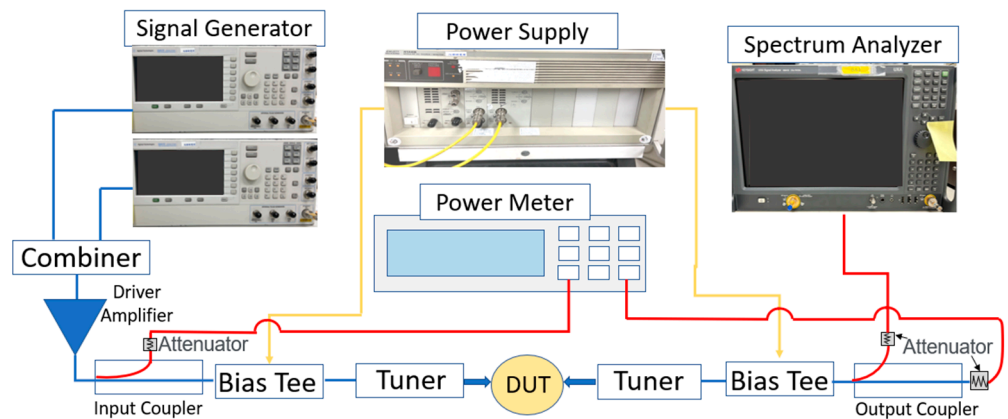 Signal Generator
Power Supply
Spectrum Analyzer
Power Meter
Combiner
Driver
Amplifier
Attenuator
Attenuator
Bias Tee
Tuner
DUT
Tuner
Bias Tee
Input Coupler
Output Coupler